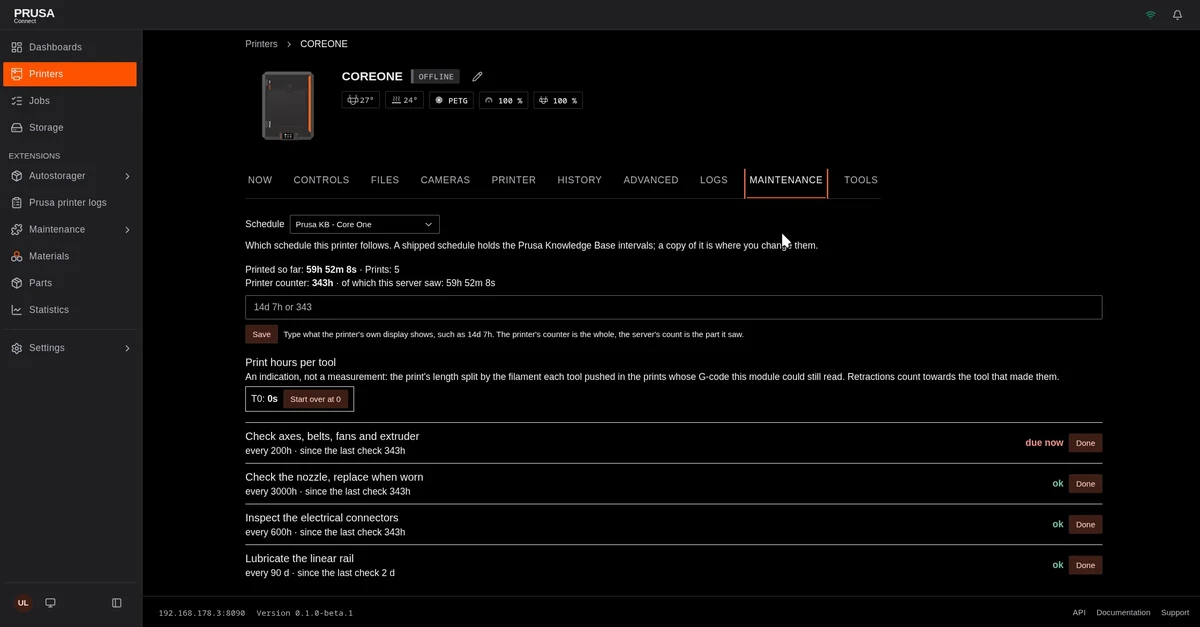 PRUSA
Connect
Dashboards
Printers
Jobs
Storage
EXTENSIONS
Autostorager
Prusa printer logs
Maintenance
Materials
Parts
Statistics
Settings
UL
Printers > COREONE
COREONE OFFLINE
27° 24° PETG 100 % 100 %
NOW CONTROLS FILES CAMERAS PRINTER HISTORY ADVANCED LOGS MAINTENANCE TOOLS
Schedule Prusa KB - Core One
Which schedule this printer follows. A shipped schedule holds the Prusa Knowledge Base intervals; a copy of it is where you change them.
Printed so far: 59h 52m 8s · Prints: 5
Printer counter: 343h · of which this server saw: 59h 52m 8s
14d 7h or 343
Save Type what the printer's own display shows, such as 14d 7h. The printer's counter is the whole, the server's count is the part it saw.
Print hours per tool
An indication, not a measurement: the print's length split by the filament each tool pushed in the prints whose G-code this module could still read. Retractions count towards the tool that made them.
T0: 0s Start over at 0
Check axes, belts, fans and extruder
every 200h · since the last check 343h
due now Done
Check the nozzle, replace when worn
every 3000h · since the last check 343h
ok Done
Inspect the electrical connectors
every 600h · since the last check 343h
ok Done
Lubricate the linear rail
every 90 d · since the last check 2 d
ok Done
192.168.178.3:8090 Version 0.1.0-beta.1
API Documentation Support